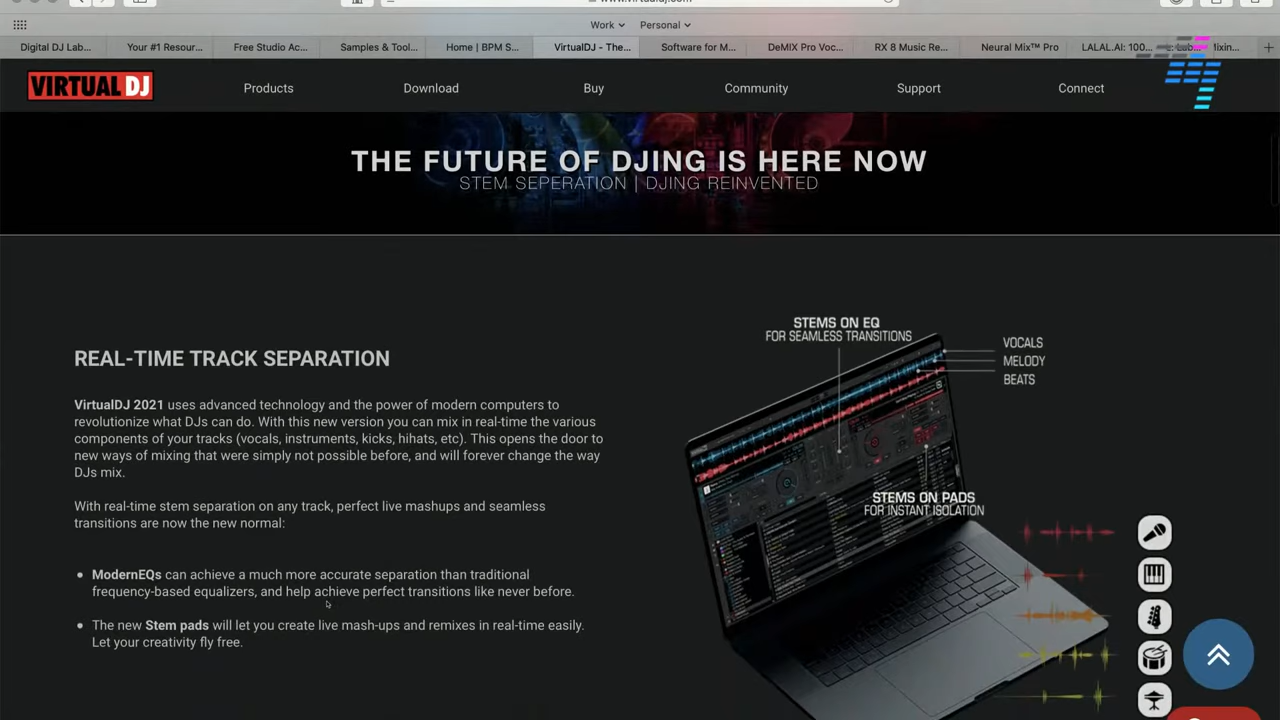 www.virtualdj.com
Work Personal
Digital DJ Lab... Your #1 Resour... Free Studio Ac... Samples & Tool... Home | BPM S... VirtualDJ - The... Software for M... DeMIX Pro Voc... RX 8 Music Re... Neural Mix™ Pro LALAL.AI: 100...
VIRTUAL DJ Products Download Buy Community Support Connect
THE FUTURE OF DJING IS HERE NOW
STEM SEPERATION | DJING REINVENTED
STEMS ON EQ
FOR SEAMLESS TRANSITIONS
VOCALS
MELODY
BEATS
REAL-TIME TRACK SEPARATION
VirtualDJ 2021 uses advanced technology and the power of modern computers to
revolutionize what DJs can do. With this new version you can mix in real-time the various
components of your tracks (vocals, instruments, kicks, hihats, etc). This opens the door to
new ways of mixing that were simply not possible before, and will forever change the way
DJs mix.
With real-time stem separation on any track, perfect live mashups and seamless
transitions are now the new normal:
STEMS ON PADS
FOR INSTANT ISOLATION
ModernEQs can achieve a much more accurate separation than traditional
frequency-based equalizers, and help achieve perfect transitions like never before.
The new Stem pads will let you create live mash-ups and remixes in real-time easily.
Let your creativity fly free.